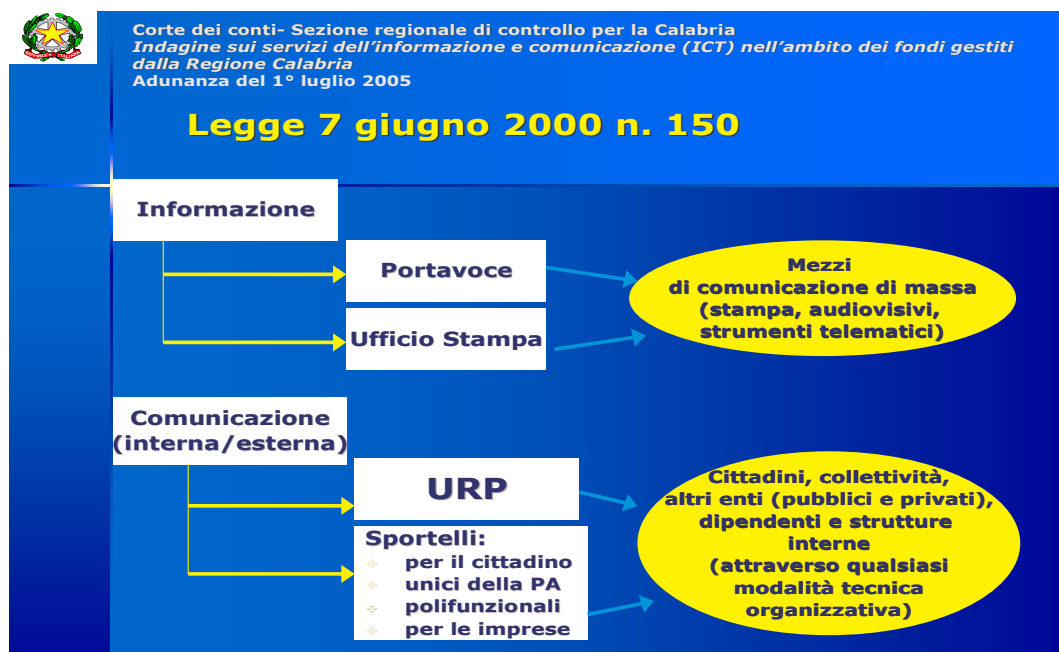 Corte dei conti- Sezione regionale di controllo per la Calabria
Indagine sui servizi dell'informazione e comunicazione (ICT) nell'ambito dei fondi gestiti
dalla Regione Calabria
Adunanza del 1° luglio 2005
Legge 7 giugno 2000 n. 150
Informazione
Portavoce
Ufficio Stampa
Mezzi
di comunicazione di massa
(stampa, audiovisivi,
strumenti telematici)
Comunicazione
(interna/esterna)
URP
Sportelli:
per il cittadino
unici della PA
polifunzionali
per le imprese
Cittadini, collettività,
altri enti (pubblici e privati),
dipendenti e strutture
interne
(attraverso qualsiasi
modalità tecnica
organizzativa)